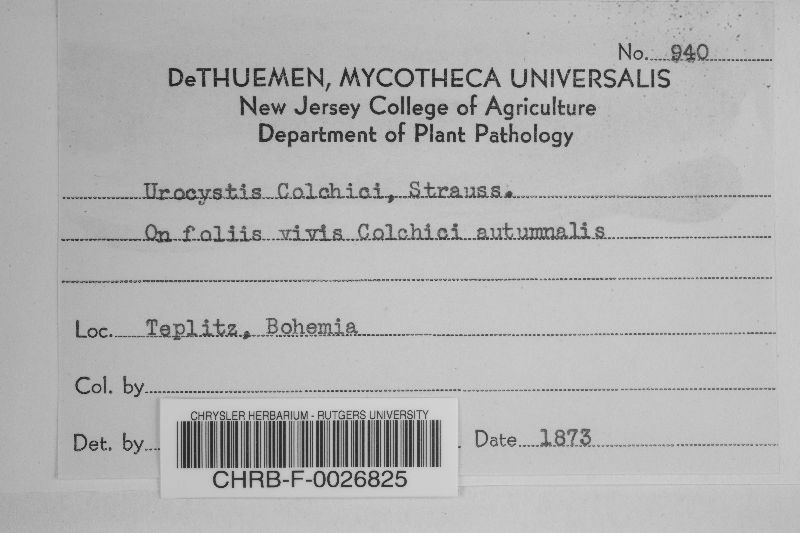 No. 940
DeTHUEMEN, MYCOTHECA UNIVERSALIS
New Jersey College of Agriculture
Department of Plant Pathology
Urocystis Colchici, Strauss.
On foliis vivis Colchici autumnalis
Loc. Teplitz, Bohemia
Col. by
Det. by
Date 1873
CHRYSLER HERBARIUM - RUTGERS UNIVERSITY
CHRB-F-0026825